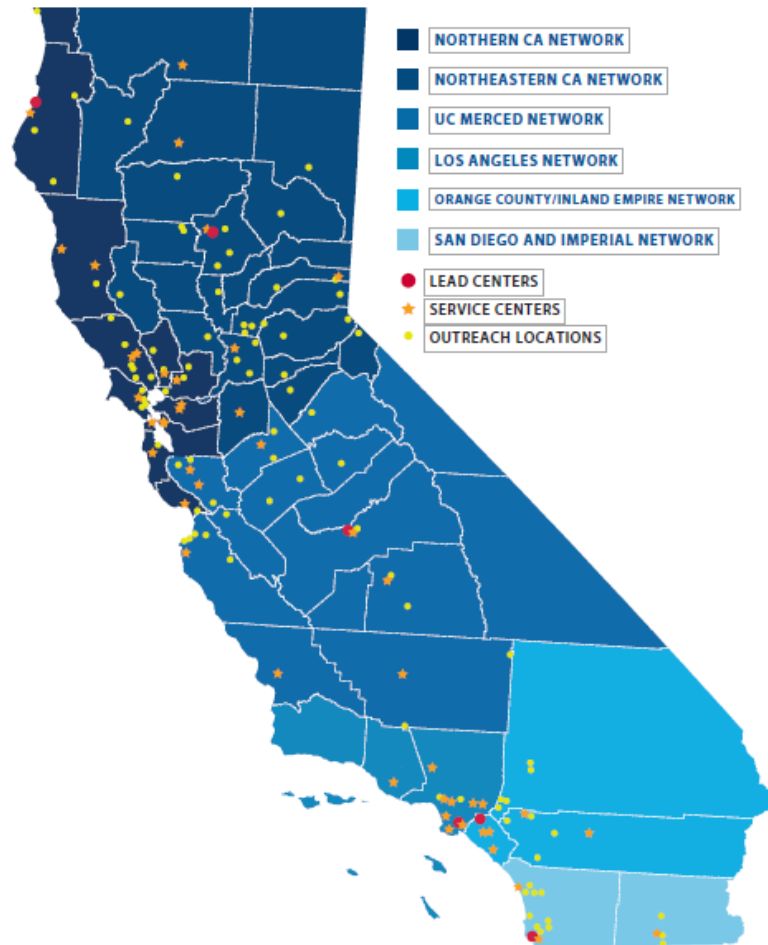 NORTHERN CA NETWORK
NORTHEASTERN CA NETWORK
UC MERCED NETWORK
LOS ANGELES NETWORK
ORANGE COUNTY/INLAND EMPIRE NETWORK
SAN DIEGO AND IMPERIAL NETWORK
LEAD CENTERS
SERVICE CENTERS
OUTREACH LOCATIONS